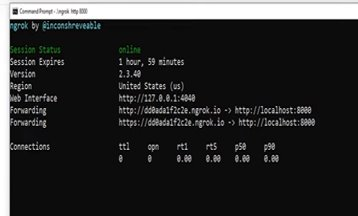 Command Prompt - ./ngrok http 8000
ngrok by @inconshreveable
Session Status online
Session Expires 1 hour, 59 minutes
Version 2.3.40
Region United States (us)
Web Interface http://127.0.0.1:4040
Forwarding http://dd0ada1f2c2e.ngrok.io -> http://localhost:8000
Forwarding https://dd0ada1f2c2e.ngrok.io -> http://localhost:8000
Connections ttl opn rt1 rt5 p50 p90
0 0 0.00 0.00 0.00 0.00